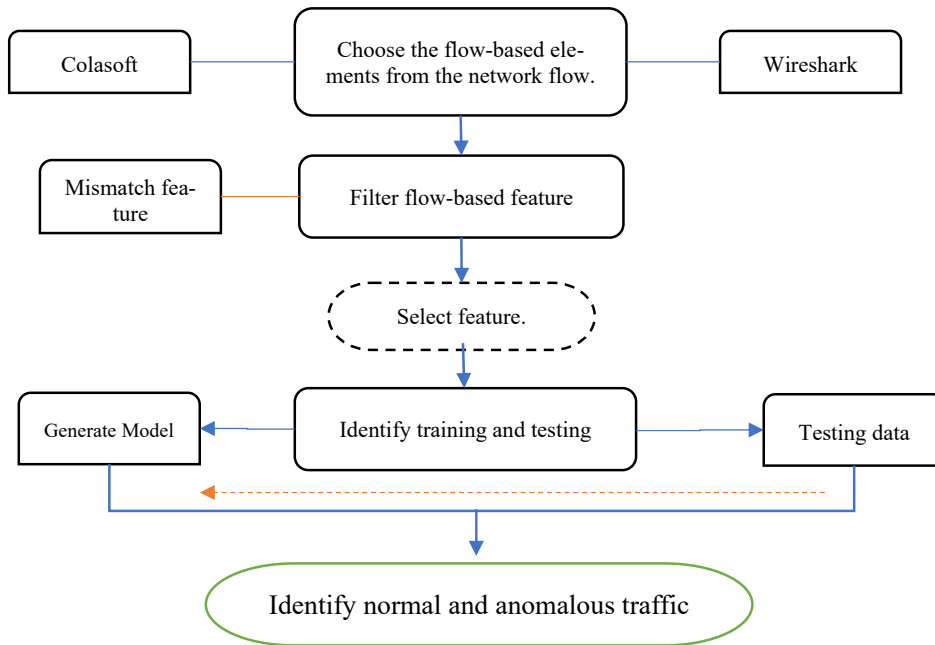 Choose the flow-based ele-
ments from the network flow.
Colasoft
Wireshark
Mismatch fea-
ture
Filter flow-based feature
Select feature.
Generate Model
Identify training and testing
Testing data
Identify normal and anomalous traffic